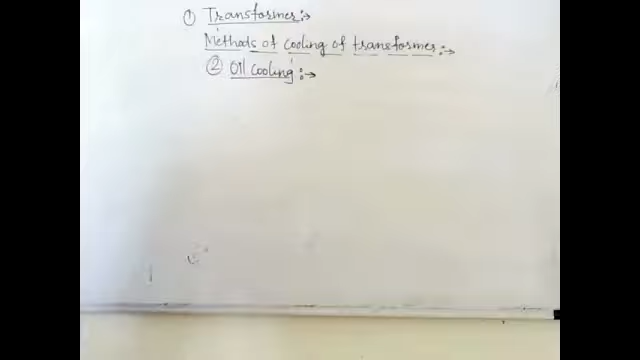 ① Transformer:→
Methods of cooling of transformer:→
② Oil cooling:→